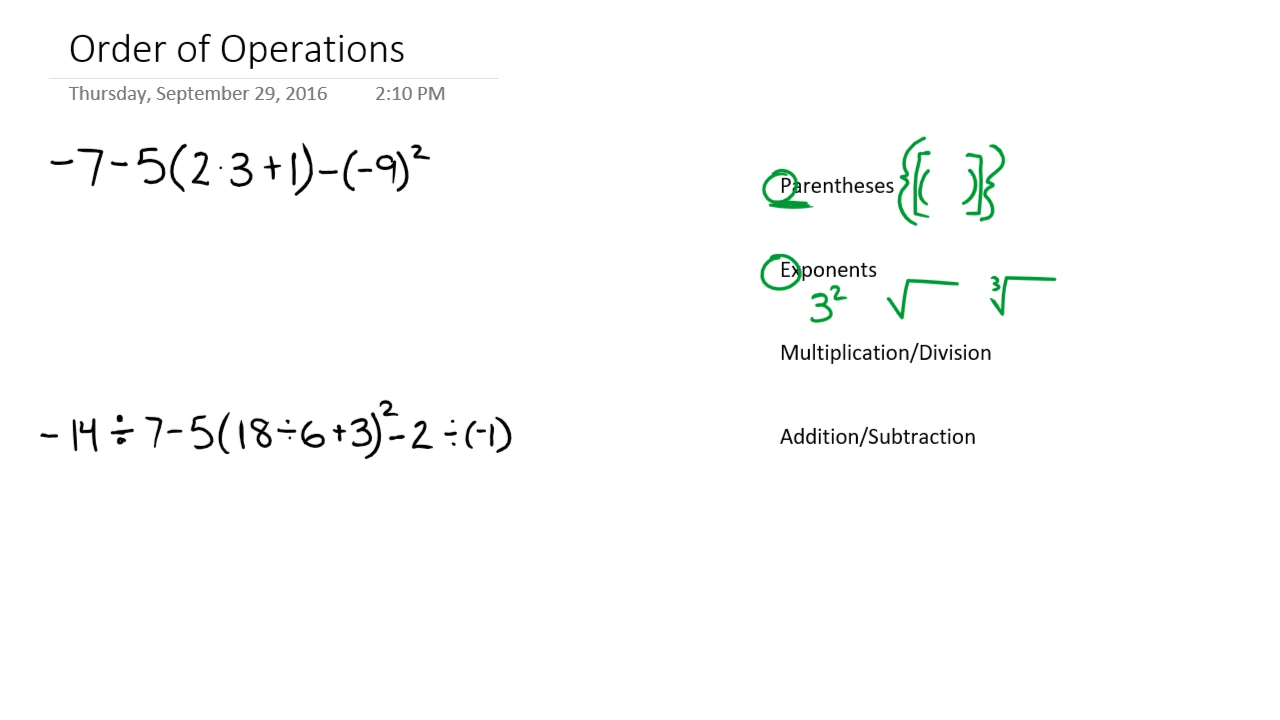 Order of Operations
Thursday, September 29, 2016 2:10 PM
-7-5(2·3+1)-(-9)²
Parentheses {[( )]}
Exponents
3² √ ∛
Multiplication/Division
-14÷7-5(18÷6+3)²-2÷(-1)
Addition/Subtraction